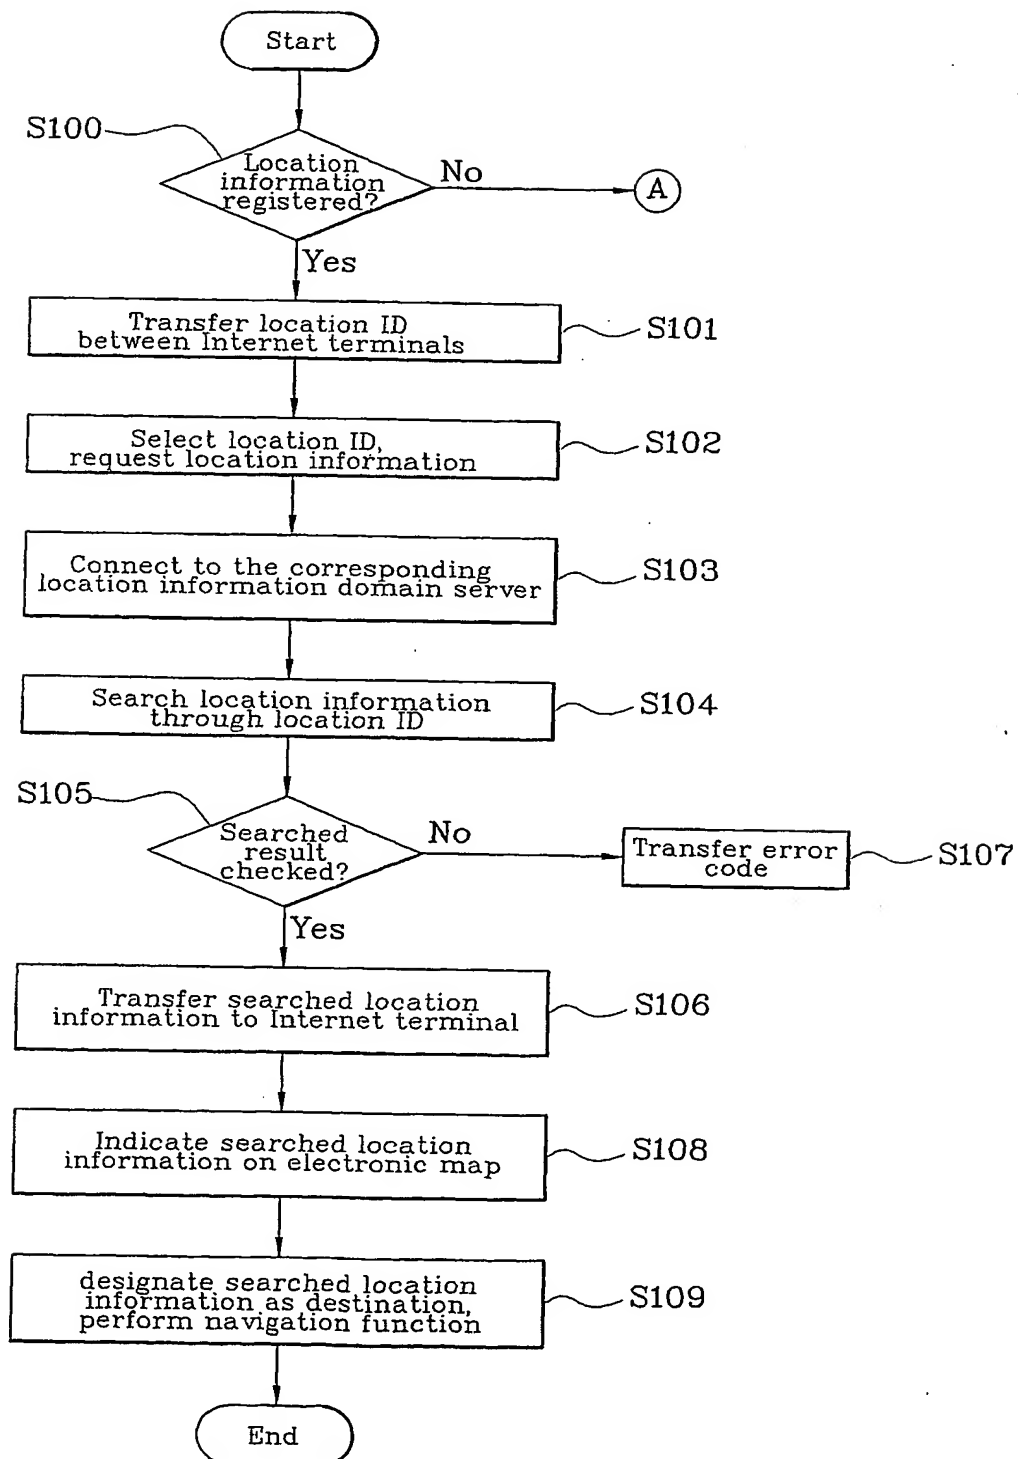 Start
S100
Location
information
registered?
No
A
Yes
Transfer location ID
between Internet terminals
S101
Select location ID,
request location information
S102
Connect to the corresponding
location information domain server
S103
Search location information
through location ID
S104
S105
Searched
result
checked?
No
Transfer error
code
S107
Yes
Transfer searched location
information to Internet terminal
S106
Indicate searched location
information on electronic map
S108
designate searched location
information as destination,
perform navigation function
S109
End